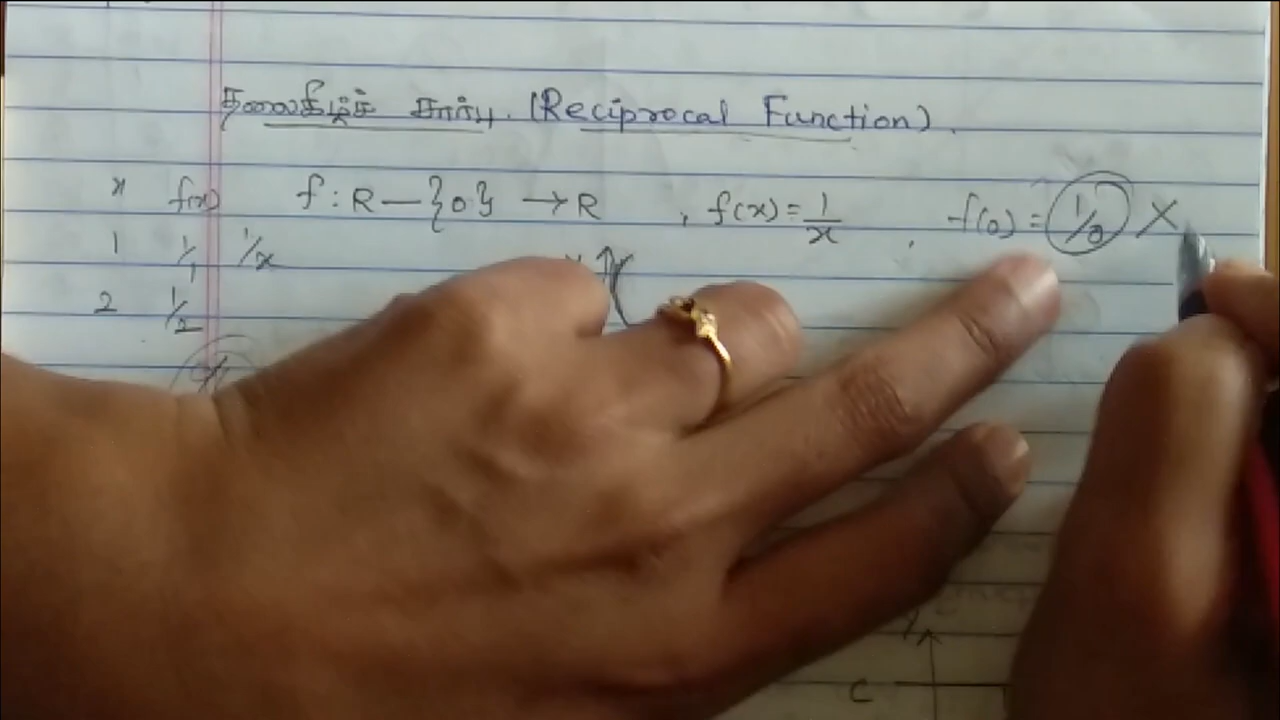 தலைகீழ்ச் சார்பு. (Reciprocal Function).
x f(x) f : R — {0} → R , f(x) = 1/x , f(0) = 1/0 X
1 1/1 1/x
2 1/2
y
C